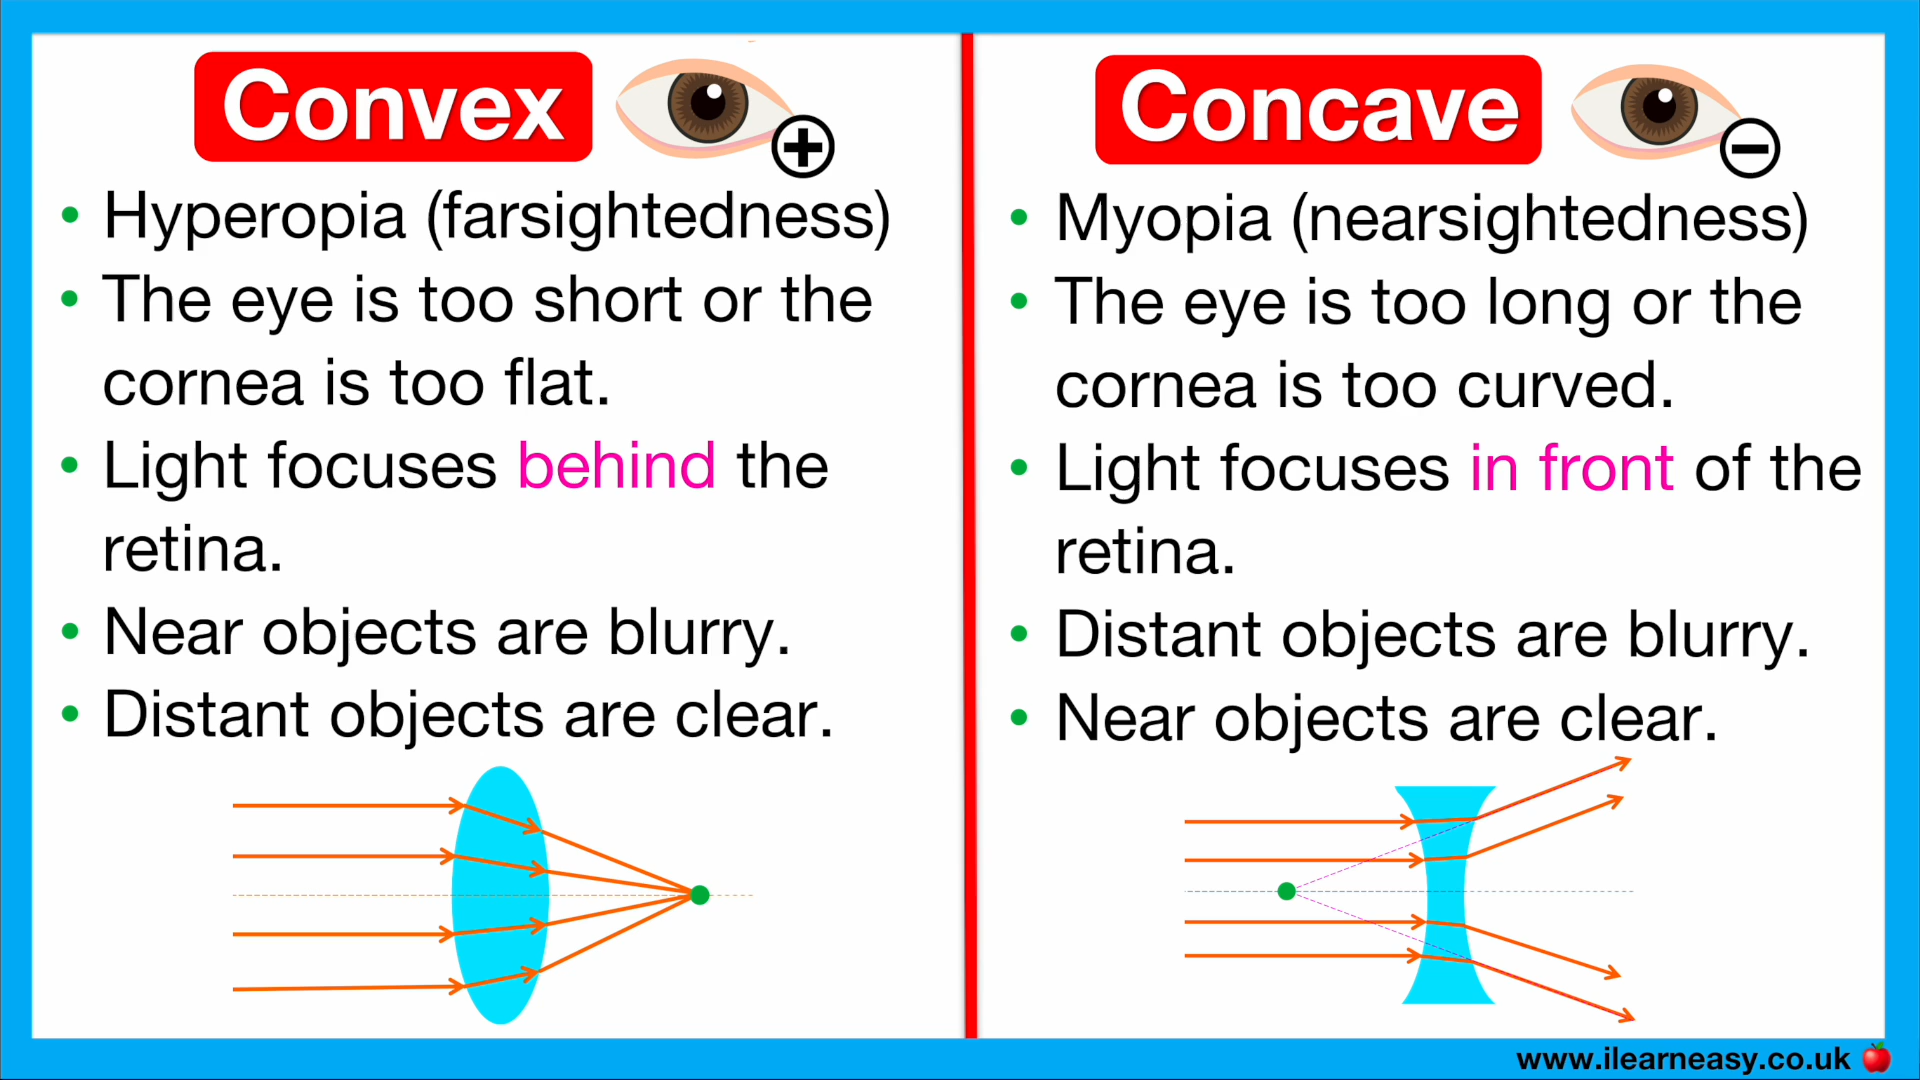 Convex
• Hyperopia (farsightedness)
• The eye is too short or the
cornea is too flat.
• Light focuses behind the
retina.
• Near objects are blurry.
• Distant objects are clear.
Concave
• Myopia (nearsightedness)
• The eye is too long or the
cornea is too curved.
• Light focuses in front of the
retina.
• Distant objects are blurry.
• Near objects are clear.
www.ilearneasy.co.uk